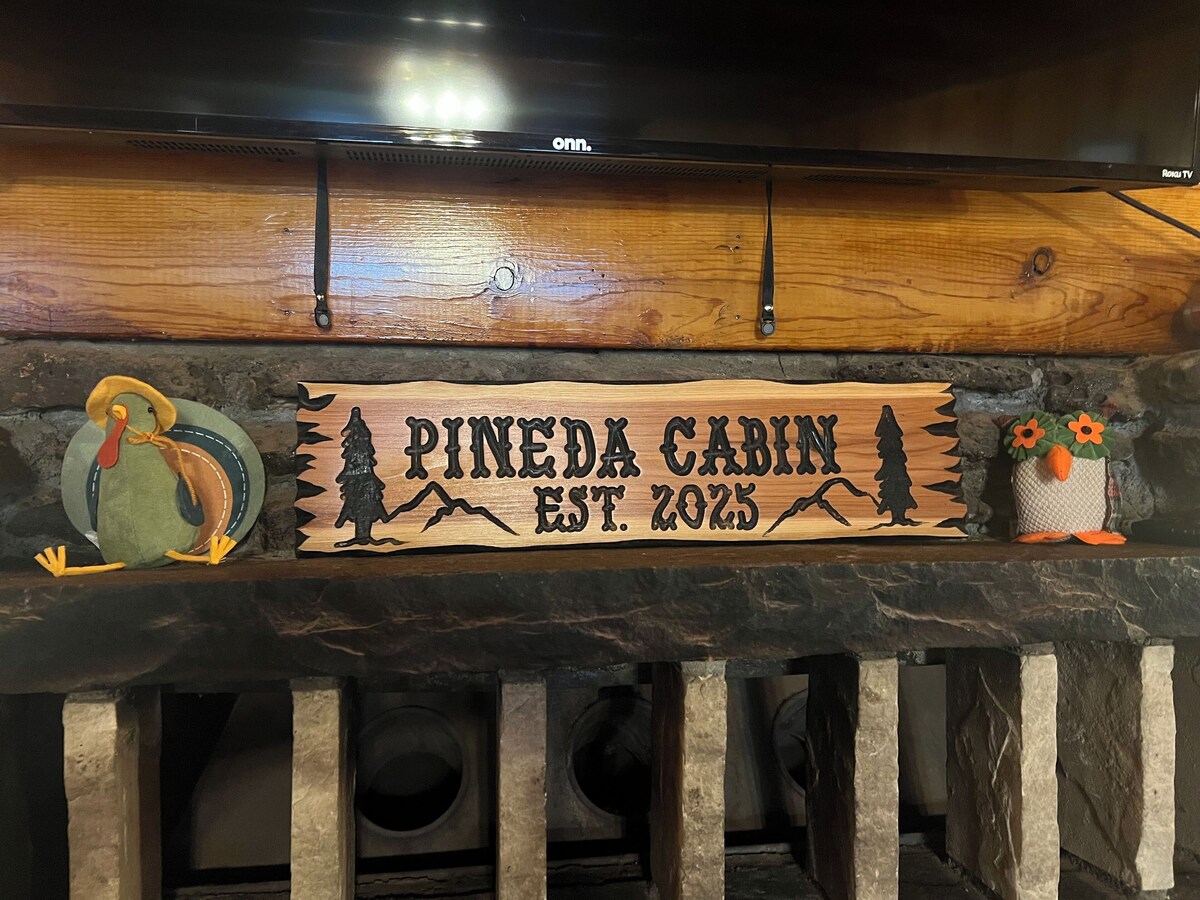 onn.
Roku TV
PINEDA CABIN
EST. 2025